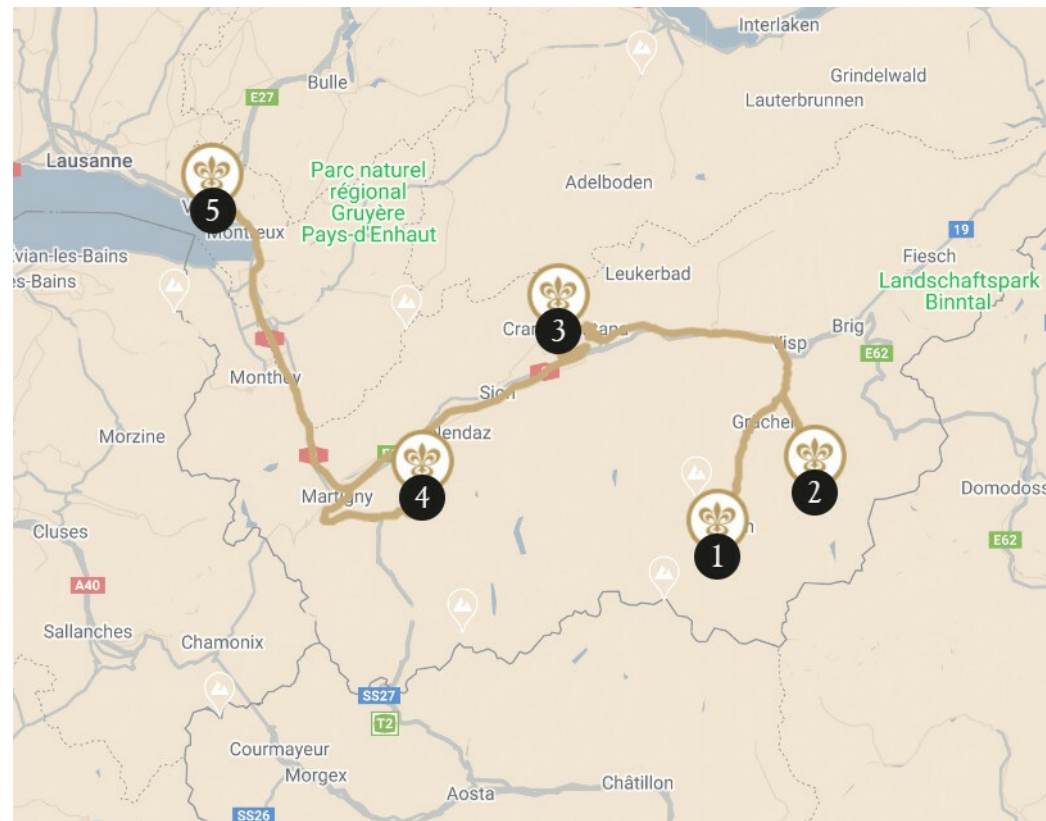 Interlaken
Bulle
Grindelwald
E27
Lauterbrunnen
Lausanne
Parc naturel
régional
Gruyère
Pays-d'Enhaut
Adelboden
5
19
Fiesch
Leukerbad
Landschaftspark
Binntal
3
Brig
E62
Monthey
Sion
Grächen
Morzine
4
2
Martigny
Cluses
1
E62
A40
Sallanches
Chamonix
SS27
T2
Courmayeur
Morgex
Châtillon
Aosta
SS26